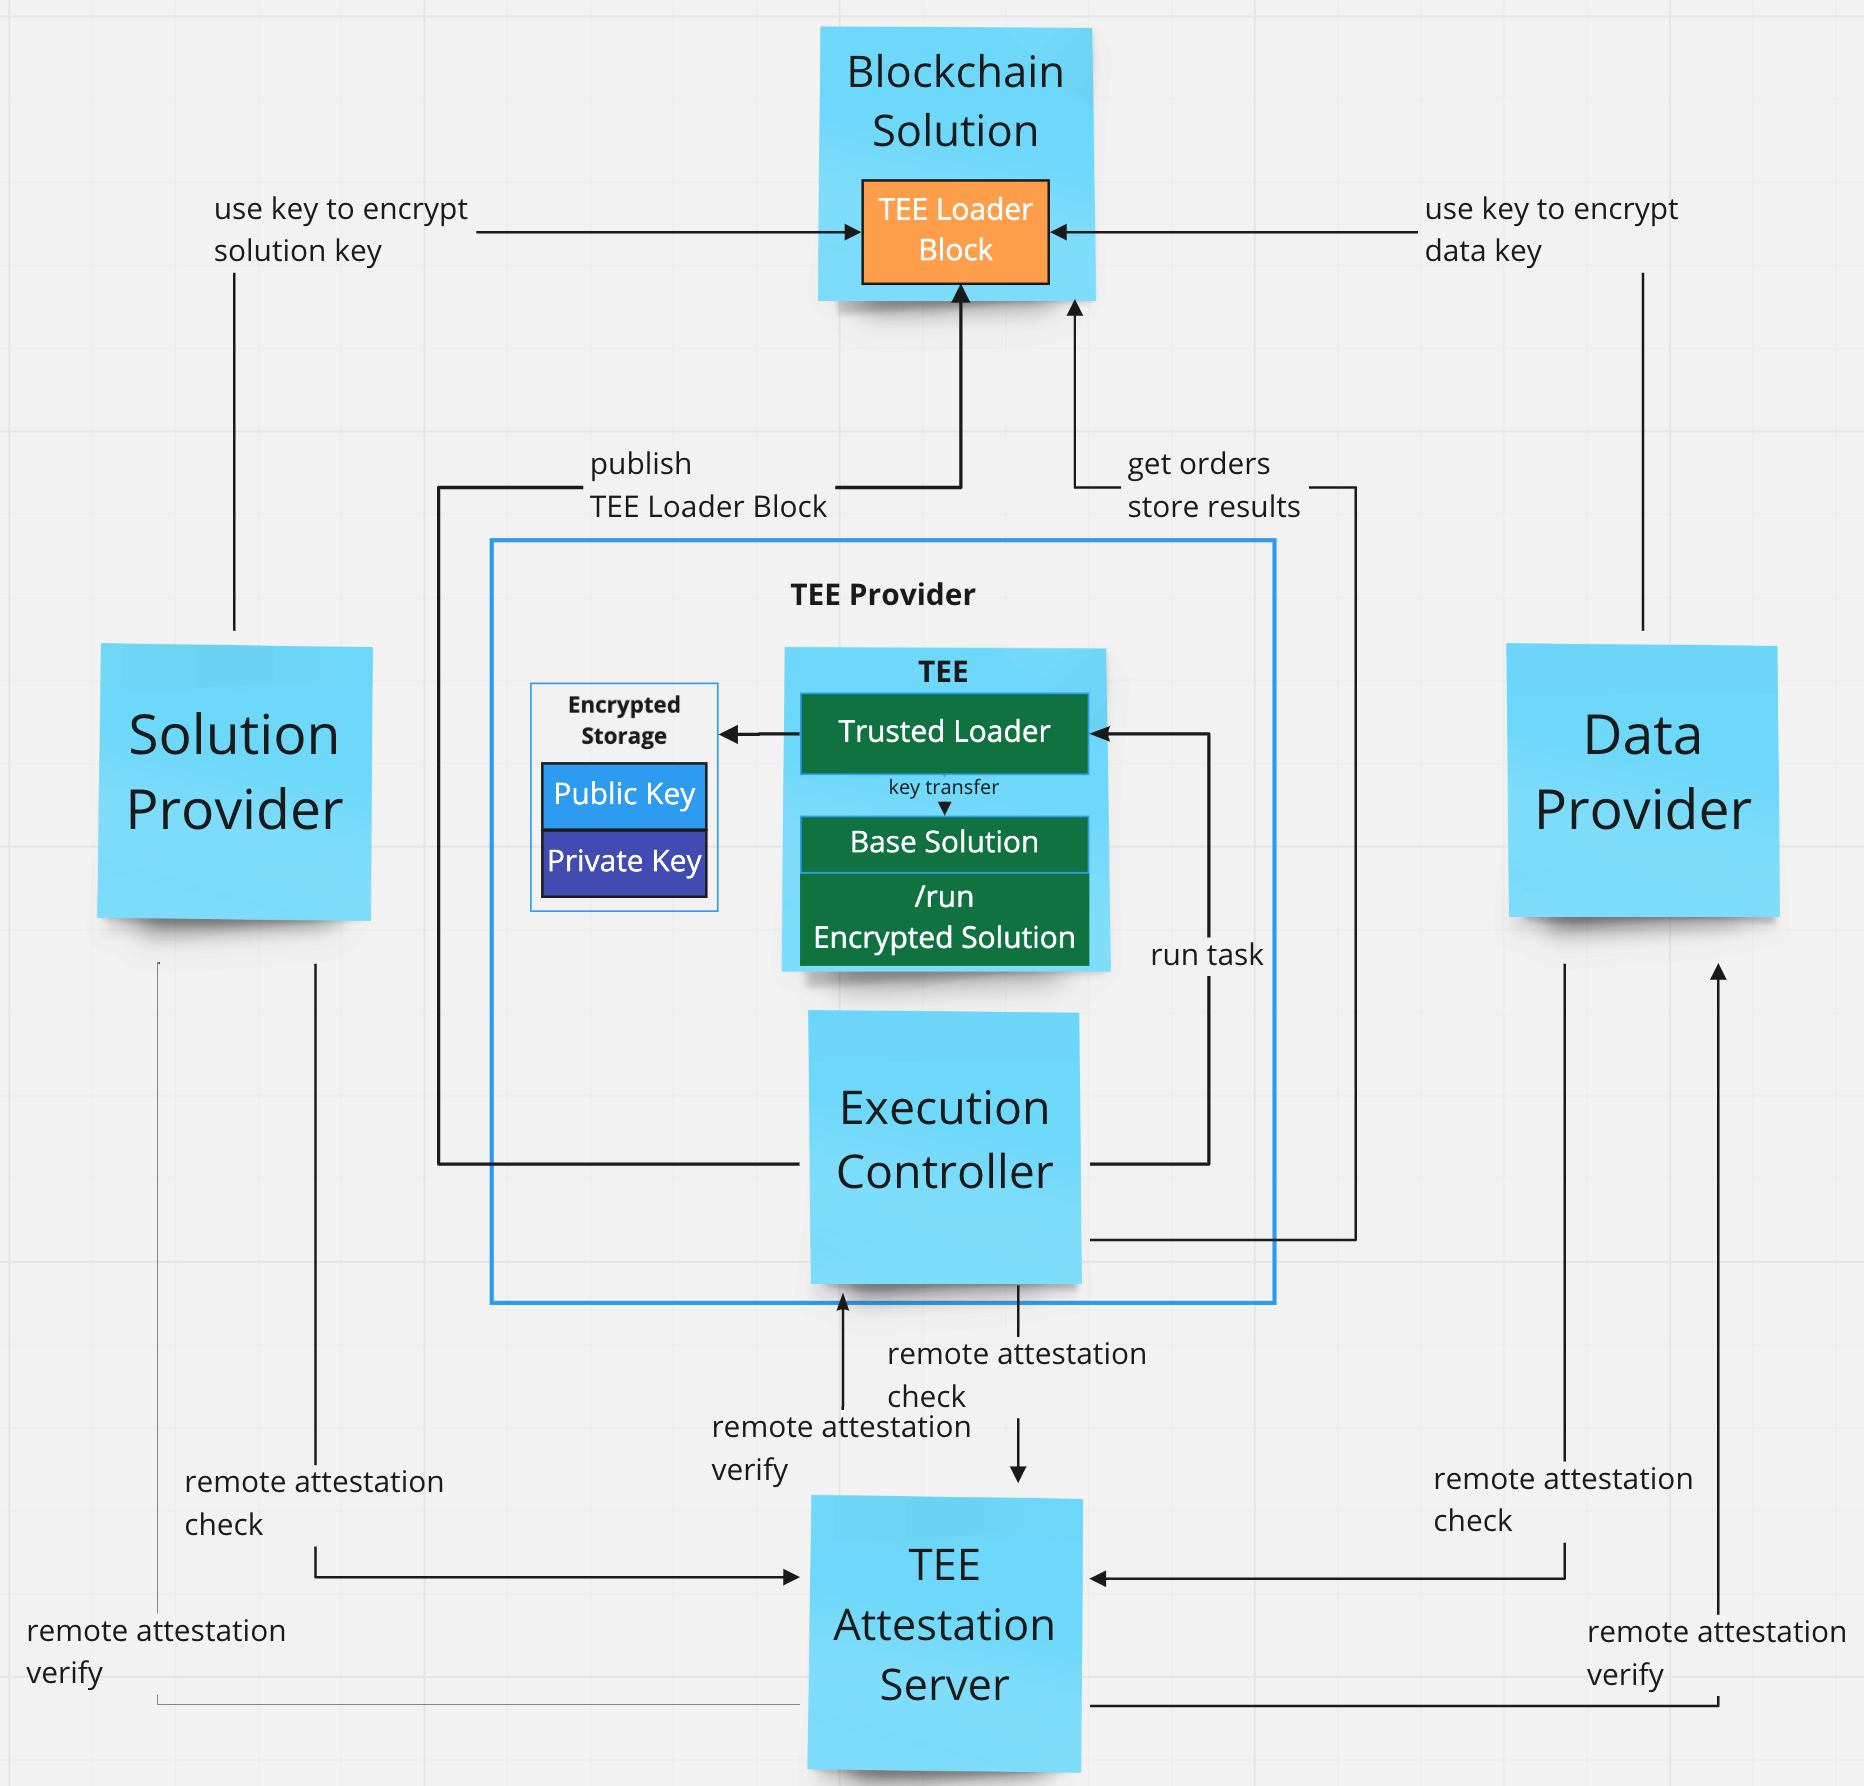 Blockchain
Solution
TEE Loader
Block
use key to encrypt
solution key
use key to encrypt
data key
publish
TEE Loader Block
get orders
store results
TEE Provider
Solution
Provider
Encrypted
Storage
Public Key
Private Key
TEE
Trusted Loader
key transfer
Base Solution
/run
Encrypted Solution
run task
Data
Provider
Execution
Controller
remote attestation
check
remote attestation
verify
remote attestation
check
remote attestation
check
remote attestation
verify
TEE
Attestation
Server
remote attestation
verify